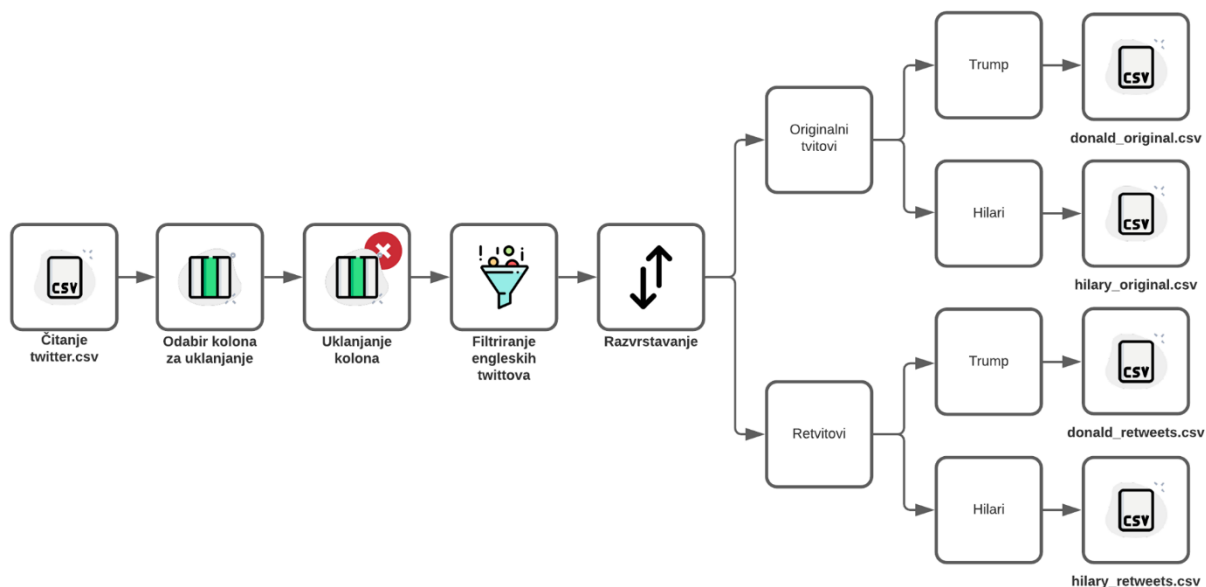 Trump
CSV
donald_original.csv
Originalni
tvitovi
Hilari
CSV
hilary_original.csv
CSV
Čitanje
twitter.csv
Odabir kolona
za uklanjanje
Uklanjanje
kolona
Filtriranje
engleskih
twittova
Razvrstavanje
Trump
CSV
donald_retweets.csv
Retvitovi
Hilari
CSV
hilary_retweets.csv